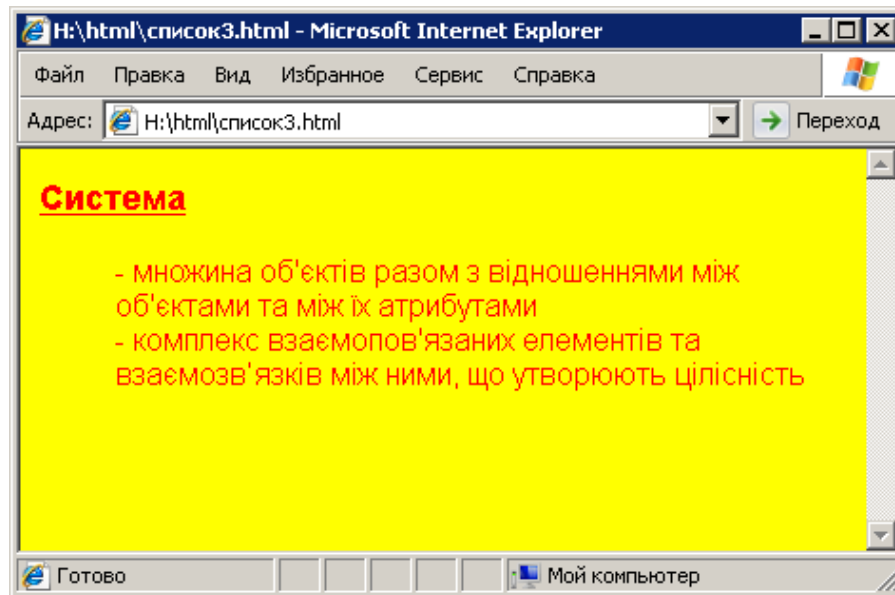 H:\html\список3.html - Microsoft Internet Explorer
Файл Правка Вид Избранное Сервис Справка
Адрес: H:\html\список3.html Переход
Система
- множина об'єктів разом з відношеннями між
об'єктами та між їх атрибутами
- комплекс взаємопов'язаних елементів та
взаємозв'язків між ними, що утворюють цілісність
Готово Мой компьютер